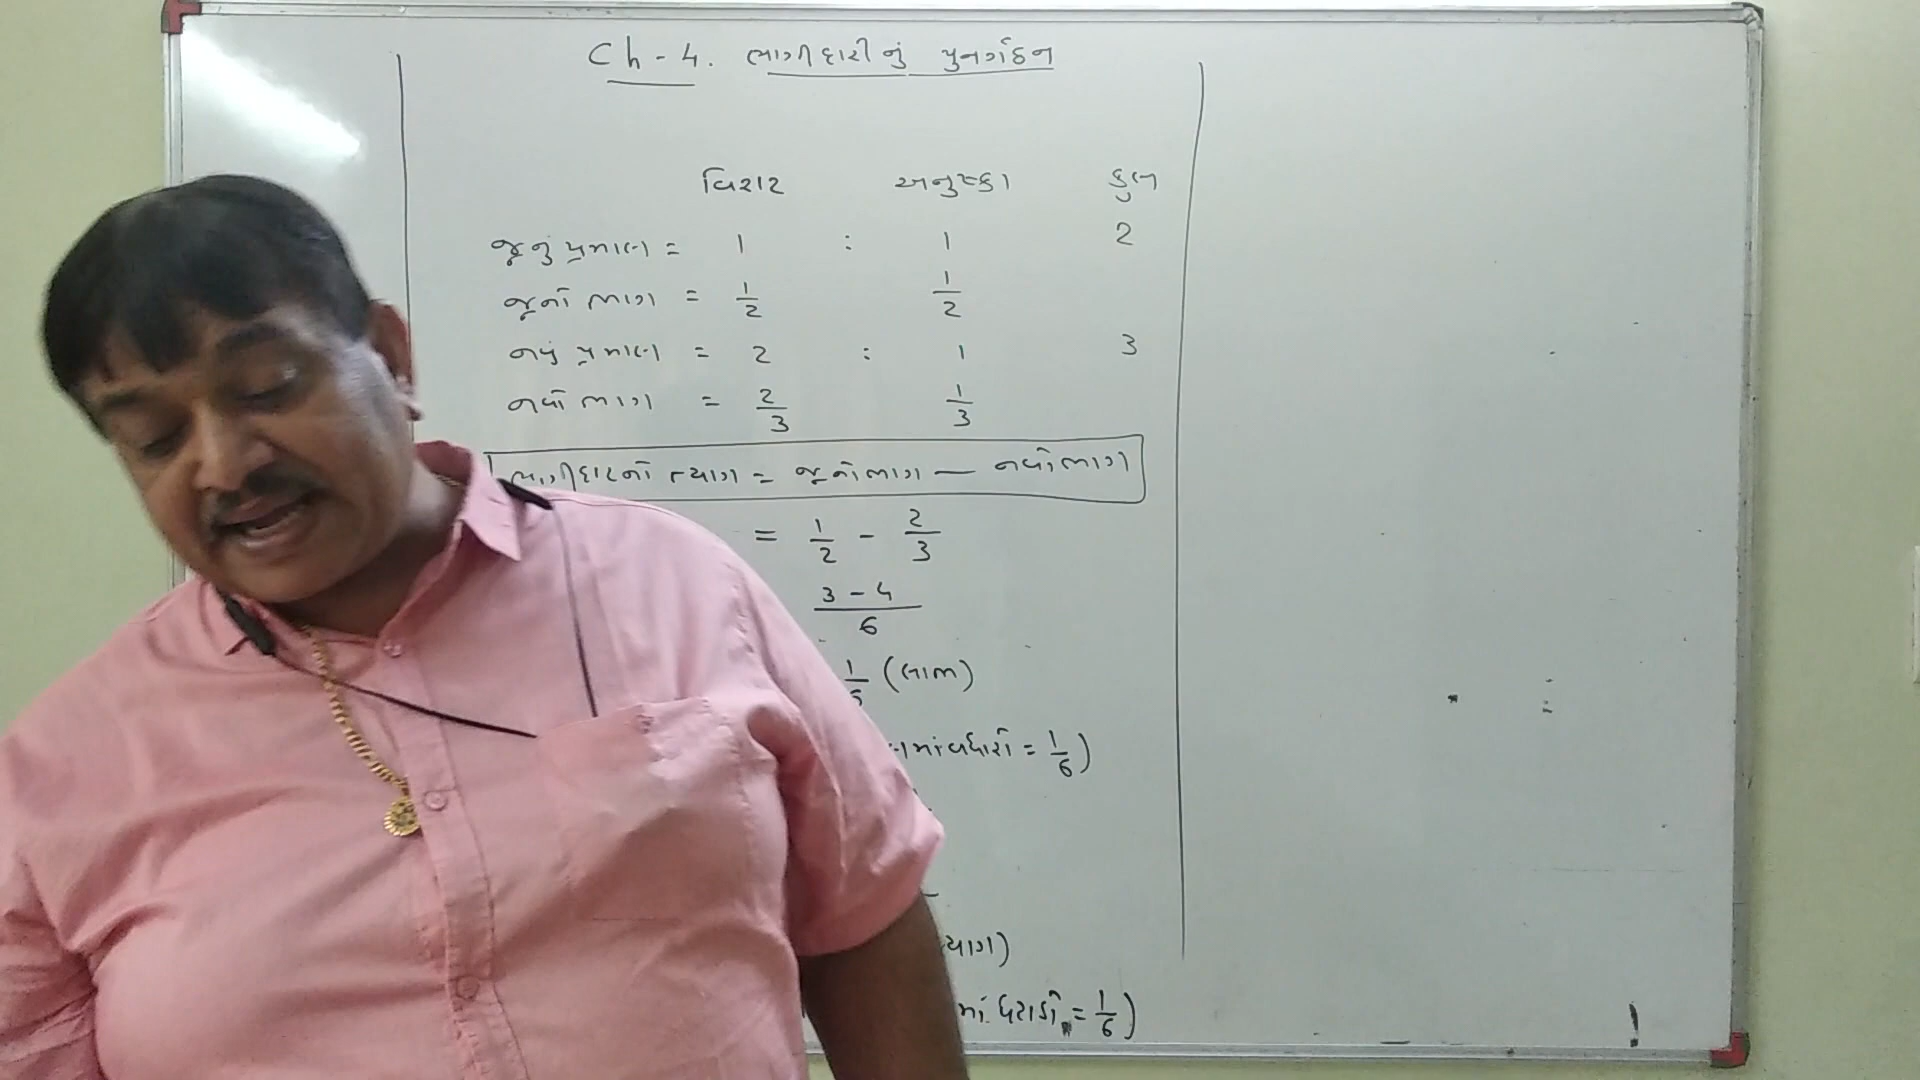 Ch - 4. ભાગીદારીનું પુનર્ગઠન
વિરાટ અનુષ્કા કુલ
જૂનું પ્રમાણ = 1 : 1 2
જૂનો ભાગ = 1/2 1/2
નવું પ્રમાણ = 2 : 1 3
નવો ભાગ = 2/3 1/3
ભાગીદારનો ત્યાગ = જૂનો ભાગ — નવો ભાગ
= 1/2 - 2/3
3 - 4 / 6
1/6 (લાભ)
માં વધારો = 1/6)
ત્યાગ)
માં ઘટાડો = 1/6)